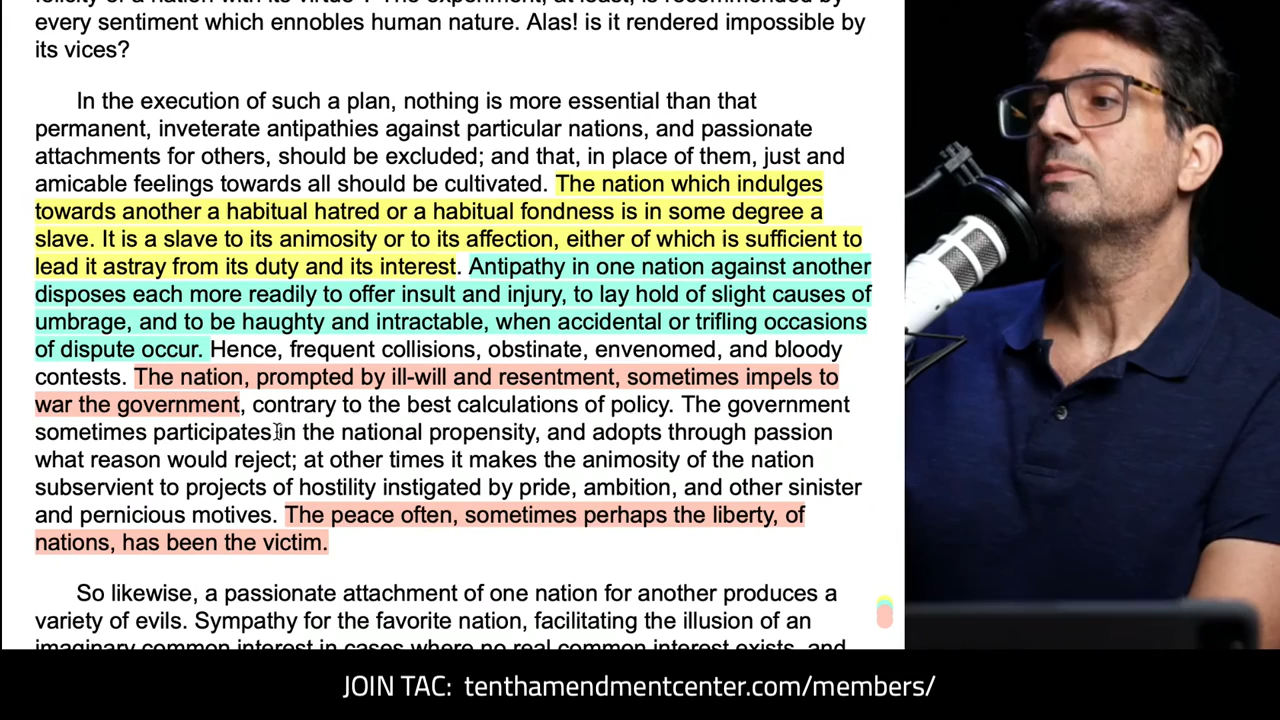 every sentiment which ennobles human nature. Alas! is it rendered impossible by
its vices?
In the execution of such a plan, nothing is more essential than that
permanent, inveterate antipathies against particular nations, and passionate
attachments for others, should be excluded; and that, in place of them, just and
amicable feelings towards all should be cultivated. The nation which indulges
towards another a habitual hatred or a habitual fondness is in some degree a
slave. It is a slave to its animosity or to its affection, either of which is sufficient to
lead it astray from its duty and its interest. Antipathy in one nation against another
disposes each more readily to offer insult and injury, to lay hold of slight causes of
umbrage, and to be haughty and intractable, when accidental or trifling occasions
of dispute occur. Hence, frequent collisions, obstinate, envenomed, and bloody
contests. The nation, prompted by ill-will and resentment, sometimes impels to
war the government, contrary to the best calculations of policy. The government
sometimes participates in the national propensity, and adopts through passion
what reason would reject; at other times it makes the animosity of the nation
subservient to projects of hostility instigated by pride, ambition, and other sinister
and pernicious motives. The peace often, sometimes perhaps the liberty, of
nations, has been the victim.
So likewise, a passionate attachment of one nation for another produces a
variety of evils. Sympathy for the favorite nation, facilitating the illusion of an
imaginary common interest in cases where no real common interest exists, and
JOIN TAC: tenthamendmentcenter.com/members/